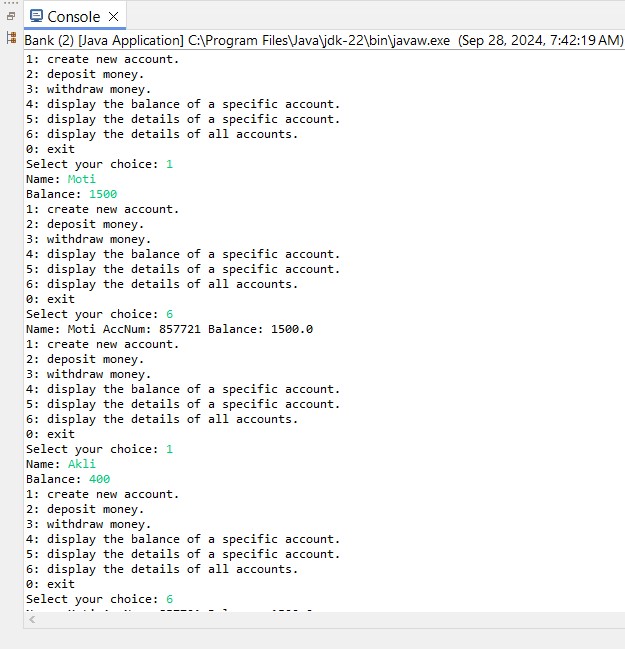 Console
Bank (2) [Java Application] C:\Program Files\Java\jdk-22\bin\javaw.exe (Sep 28, 2024, 7:42:19 AM)
1: create new account.
2: deposit money.
3: withdraw money.
4: display the balance of a specific account.
5: display the details of a specific account.
6: display the details of all accounts.
0: exit
Select your choice: 1
Name: Moti
Balance: 1500
1: create new account.
2: deposit money.
3: withdraw money.
4: display the balance of a specific account.
5: display the details of a specific account.
6: display the details of all accounts.
0: exit
Select your choice: 6
Name: Moti AccNum: 857721 Balance: 1500.0
1: create new account.
2: deposit money.
3: withdraw money.
4: display the balance of a specific account.
5: display the details of a specific account.
6: display the details of all accounts.
0: exit
Select your choice: 1
Name: Akli
Balance: 400
1: create new account.
2: deposit money.
3: withdraw money.
4: display the balance of a specific account.
5: display the details of a specific account.
6: display the details of all accounts.
0: exit
Select your choice: 6